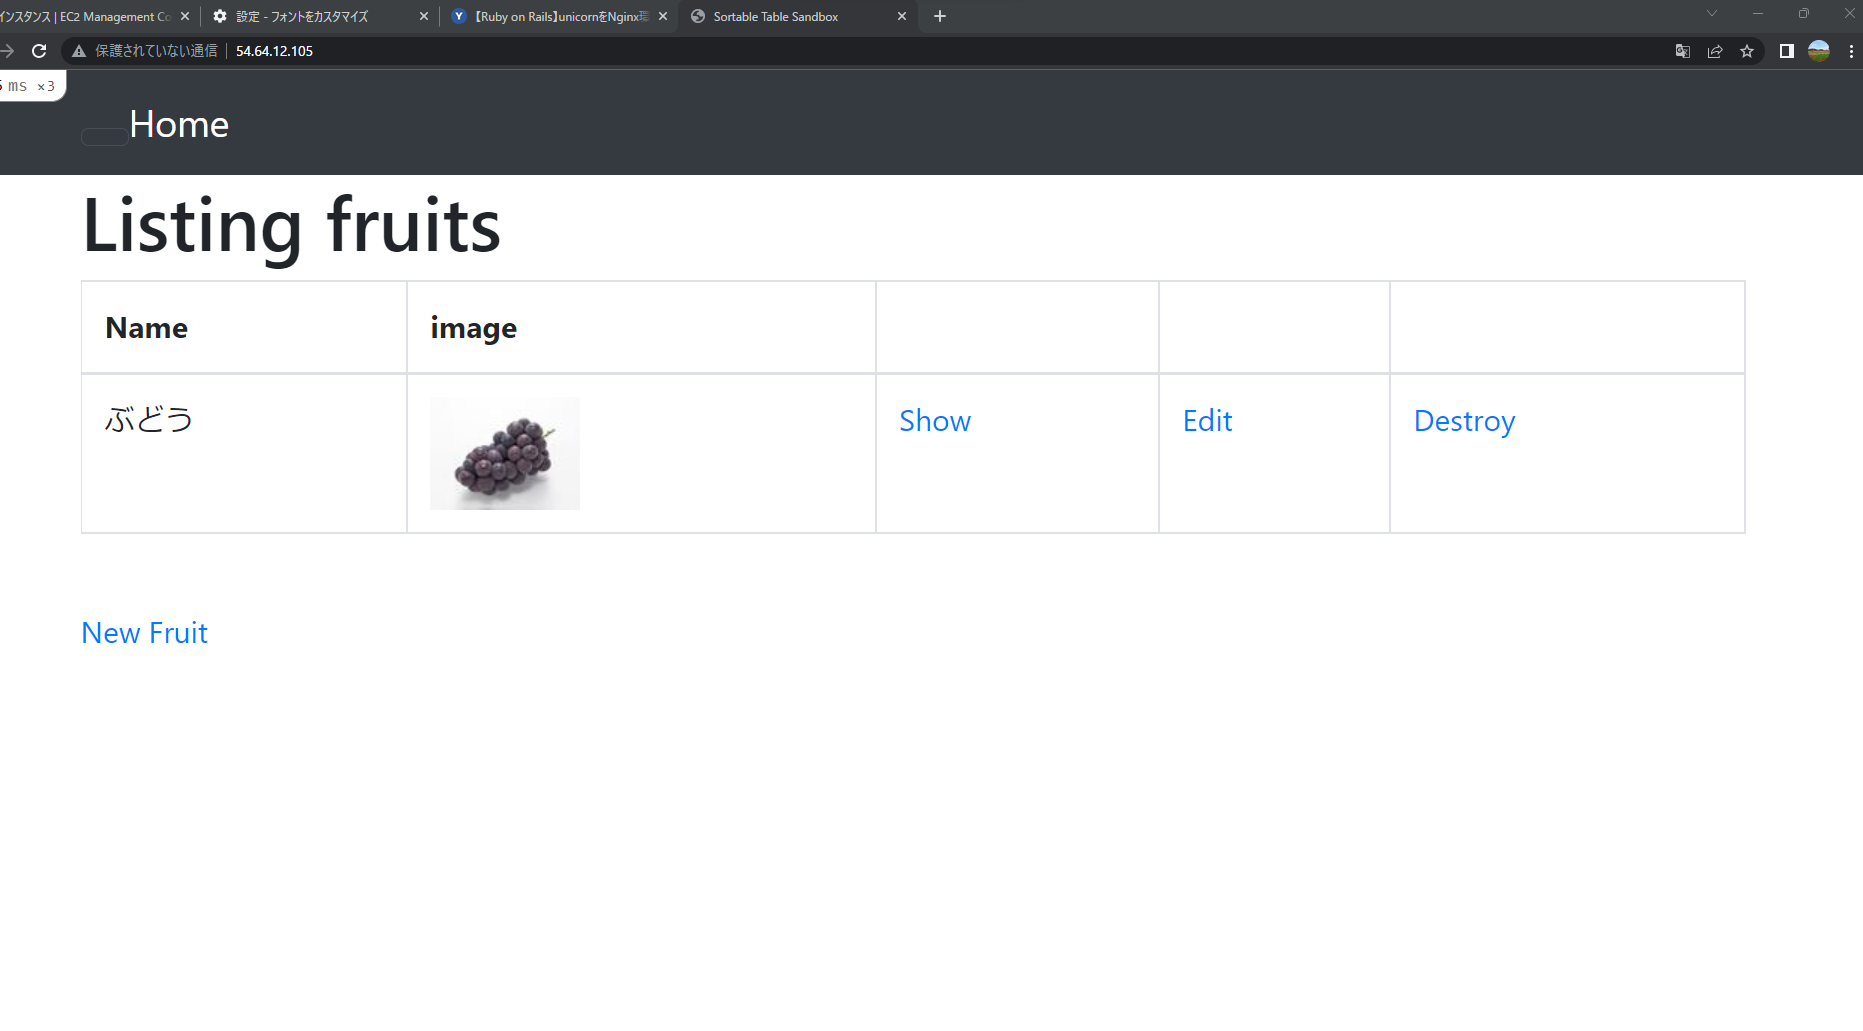 インスタンス | EC2 Management Co
設定 - フォントをカスタマイズ
Y
【Ruby on Rails】unicornをNginx環
Sortable Table Sandbox
保護されていない通信
54.64.12.105
ms ×3
Home
Listing fruits
Name
image
ぶどう
Show
Edit
Destroy
New Fruit